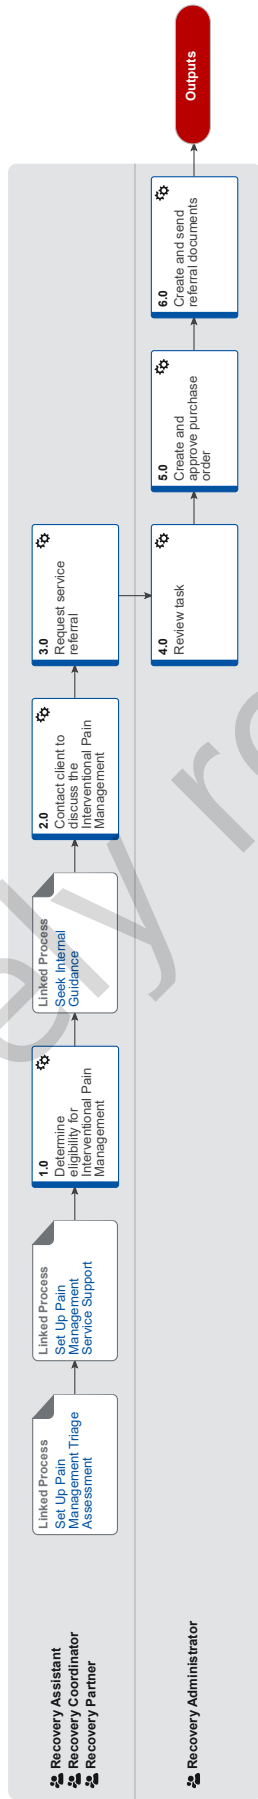 Recovery Assistant
Recovery Coordinator
Recovery Partner
Linked Process
Set Up Pain
Management Triage
Assessment
Linked Process
Set Up Pain
Management
Service Support
1.0
Determine
eligibility for
Interventional Pain
Management
Linked Process
Seek Internal
Guidance
2.0
Contact client to
discuss the
Interventional Pain
Management
3.0
Request service
referral
Recovery Administrator
4.0
Review task
5.0
Create and
approve purchase
order
6.0
Create and send
referral documents
Outputs
ely re